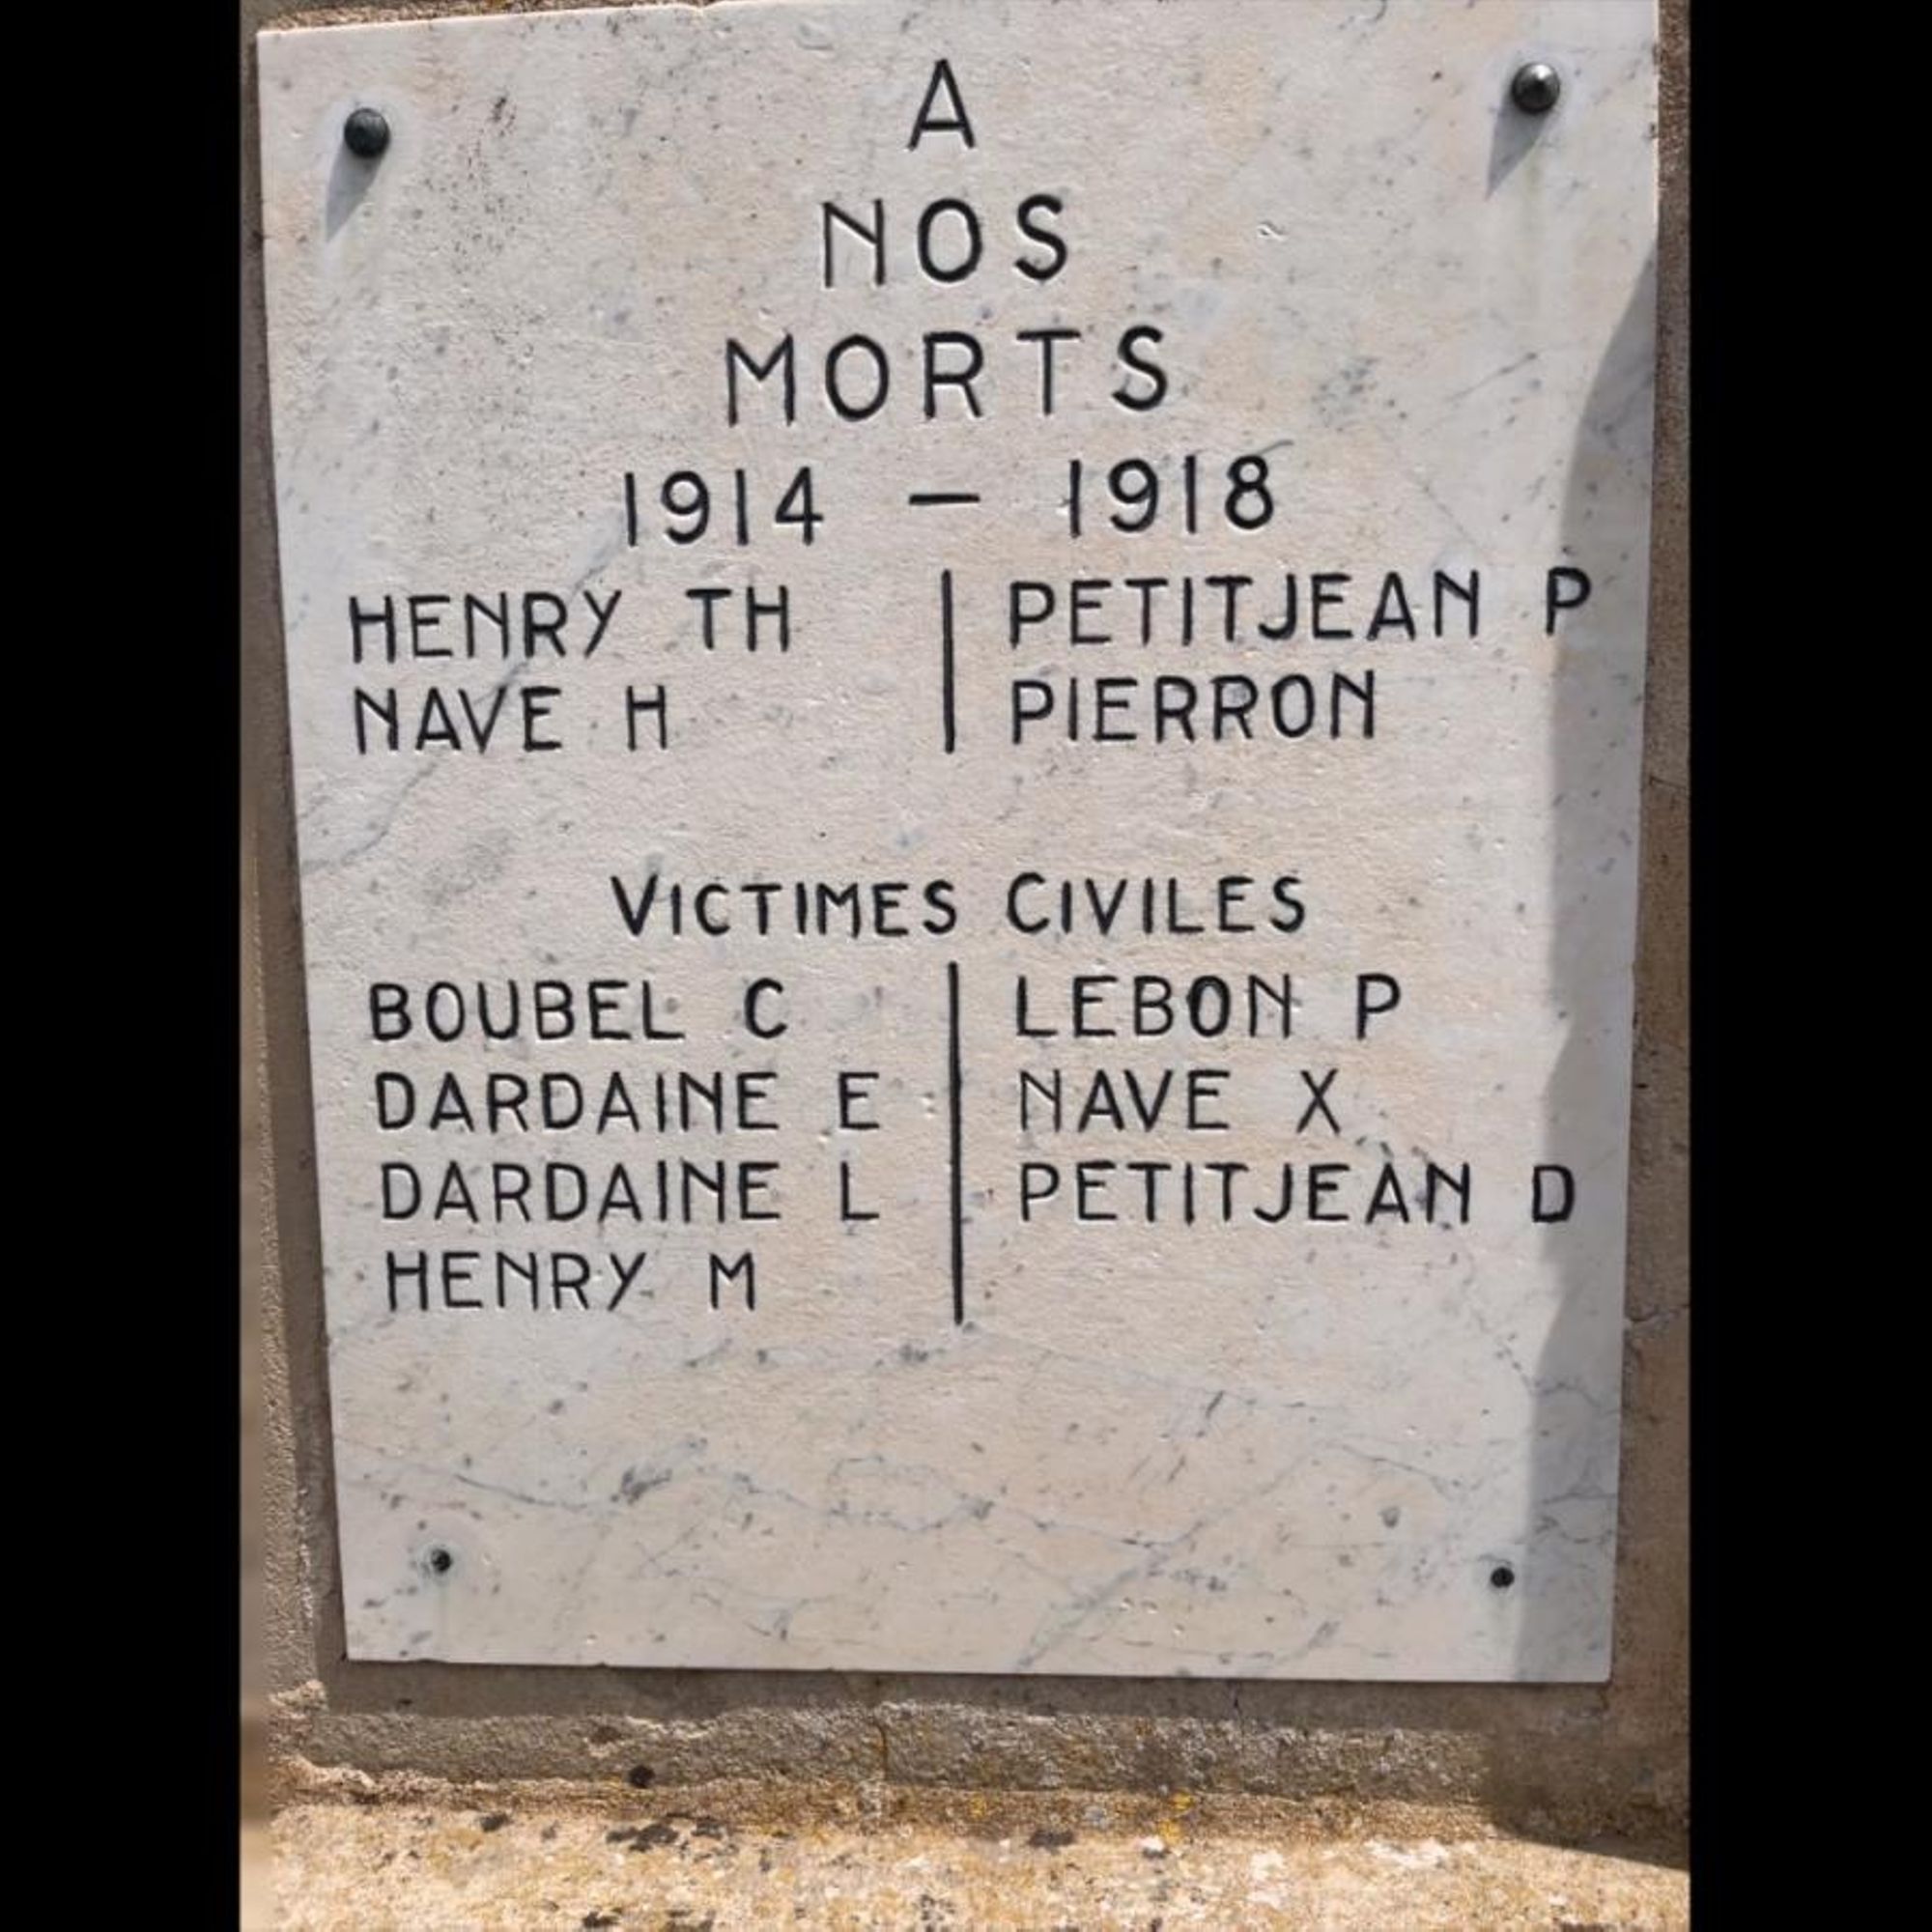 A
NOS
MORTS
1914 - 1918
HENRY TH
NAVE H
PETITJEAN P
PIERRON
VICTIMES CIVILES
BOUBEL C
DARDAINE E
DARDAINE L
HENRY M
LEBON P
NAVE X
PETITJEAN D